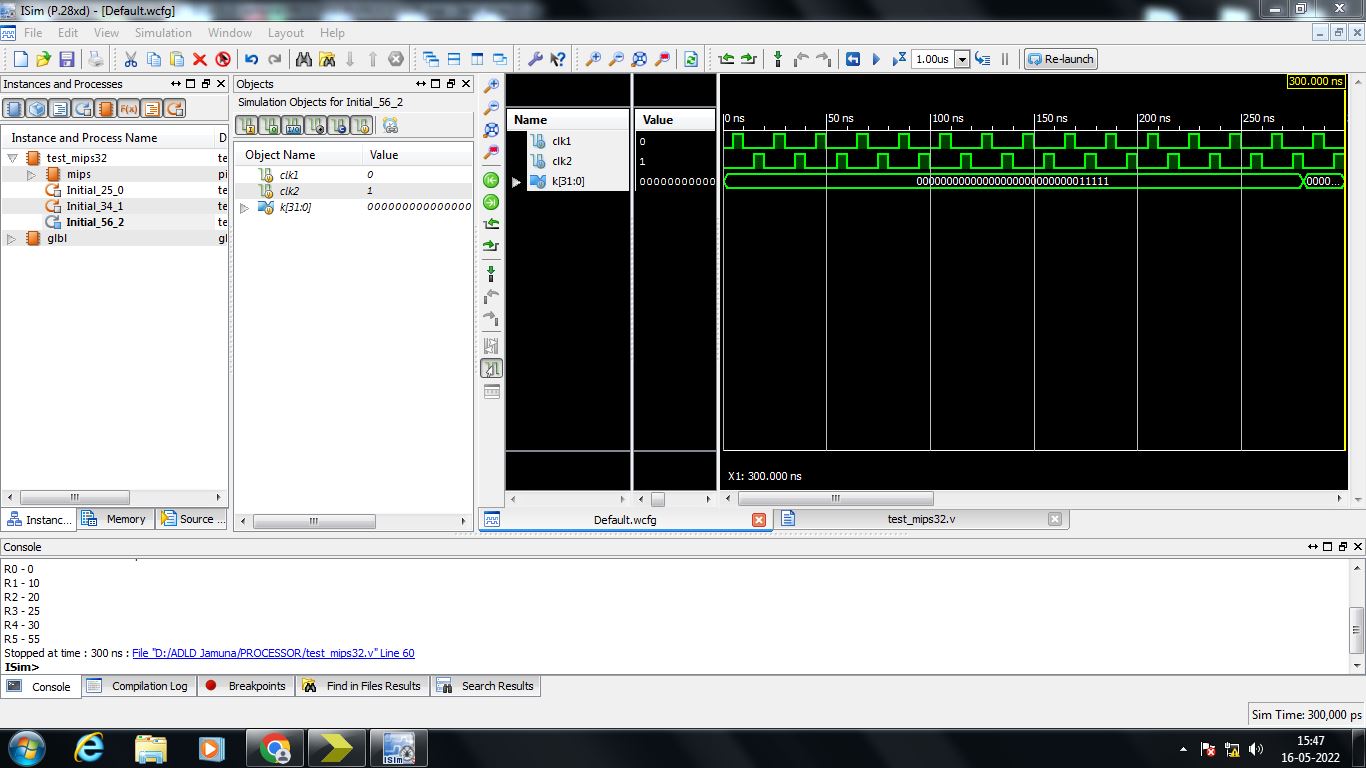 ISim (P.28xd) - [Default.wcfg]
File Edit View Simulation Window Layout Help
1.00us Re-launch
Instances and Processes
Instance and Process Name D
test_mips32 te
mips pi
Initial_25_0 te
Initial_34_1 te
Initial_56_2 te
glbl gl
Instanc... Memory Source ...
Objects
Simulation Objects for Initial_56_2
Object Name Value
clk1 0
clk2 1
k[31:0] 000000000000000
Name Value
clk1 0
clk2 1
k[31:0] 00000000000
300.000 ns
0 ns 50 ns 100 ns 150 ns 200 ns 250 ns
00000000000000000000000000011111 0000...
X1: 300.000 ns
Default.wcfg test_mips32.v
Console
R0 - 0
R1 - 10
R2 - 20
R3 - 25
R4 - 30
R5 - 55
Stopped at time : 300 ns : File "D:/ADLD Jamuna/PROCESSOR/test_mips32.v" Line 60
ISim>
Console Compilation Log Breakpoints Find in Files Results Search Results
Sim Time: 300,000 ps
ISim
15:47
16-05-2022